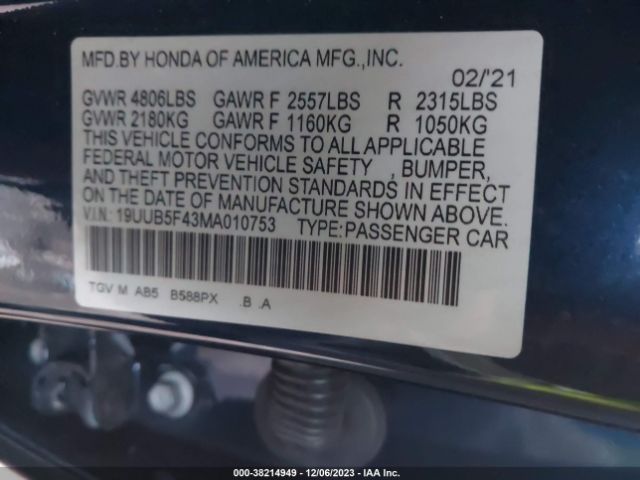 MFD.BY HONDA OF AMERICA MFG.,INC.
02/'21
GVWR 4806LBS GAWR F 2557LBS R 2315LBS
GVWR 2180KG GAWR F 1160KG R 1050KG
THIS VEHICLE CONFORMS TO ALL APPLICABLE
FEDERAL MOTOR VEHICLE SAFETY , BUMPER,
AND THEFT PREVENTION STANDARDS IN EFFECT
ON THE DATE OF MANUFACTURE SHOWN ABOVE.
V.I.N: 19UUB5F43MA010753 TYPE:PASSENGER CAR
TGV M AB5 B588PX .B .A
000-38214949 - 12/06/2023 - IAA Inc.